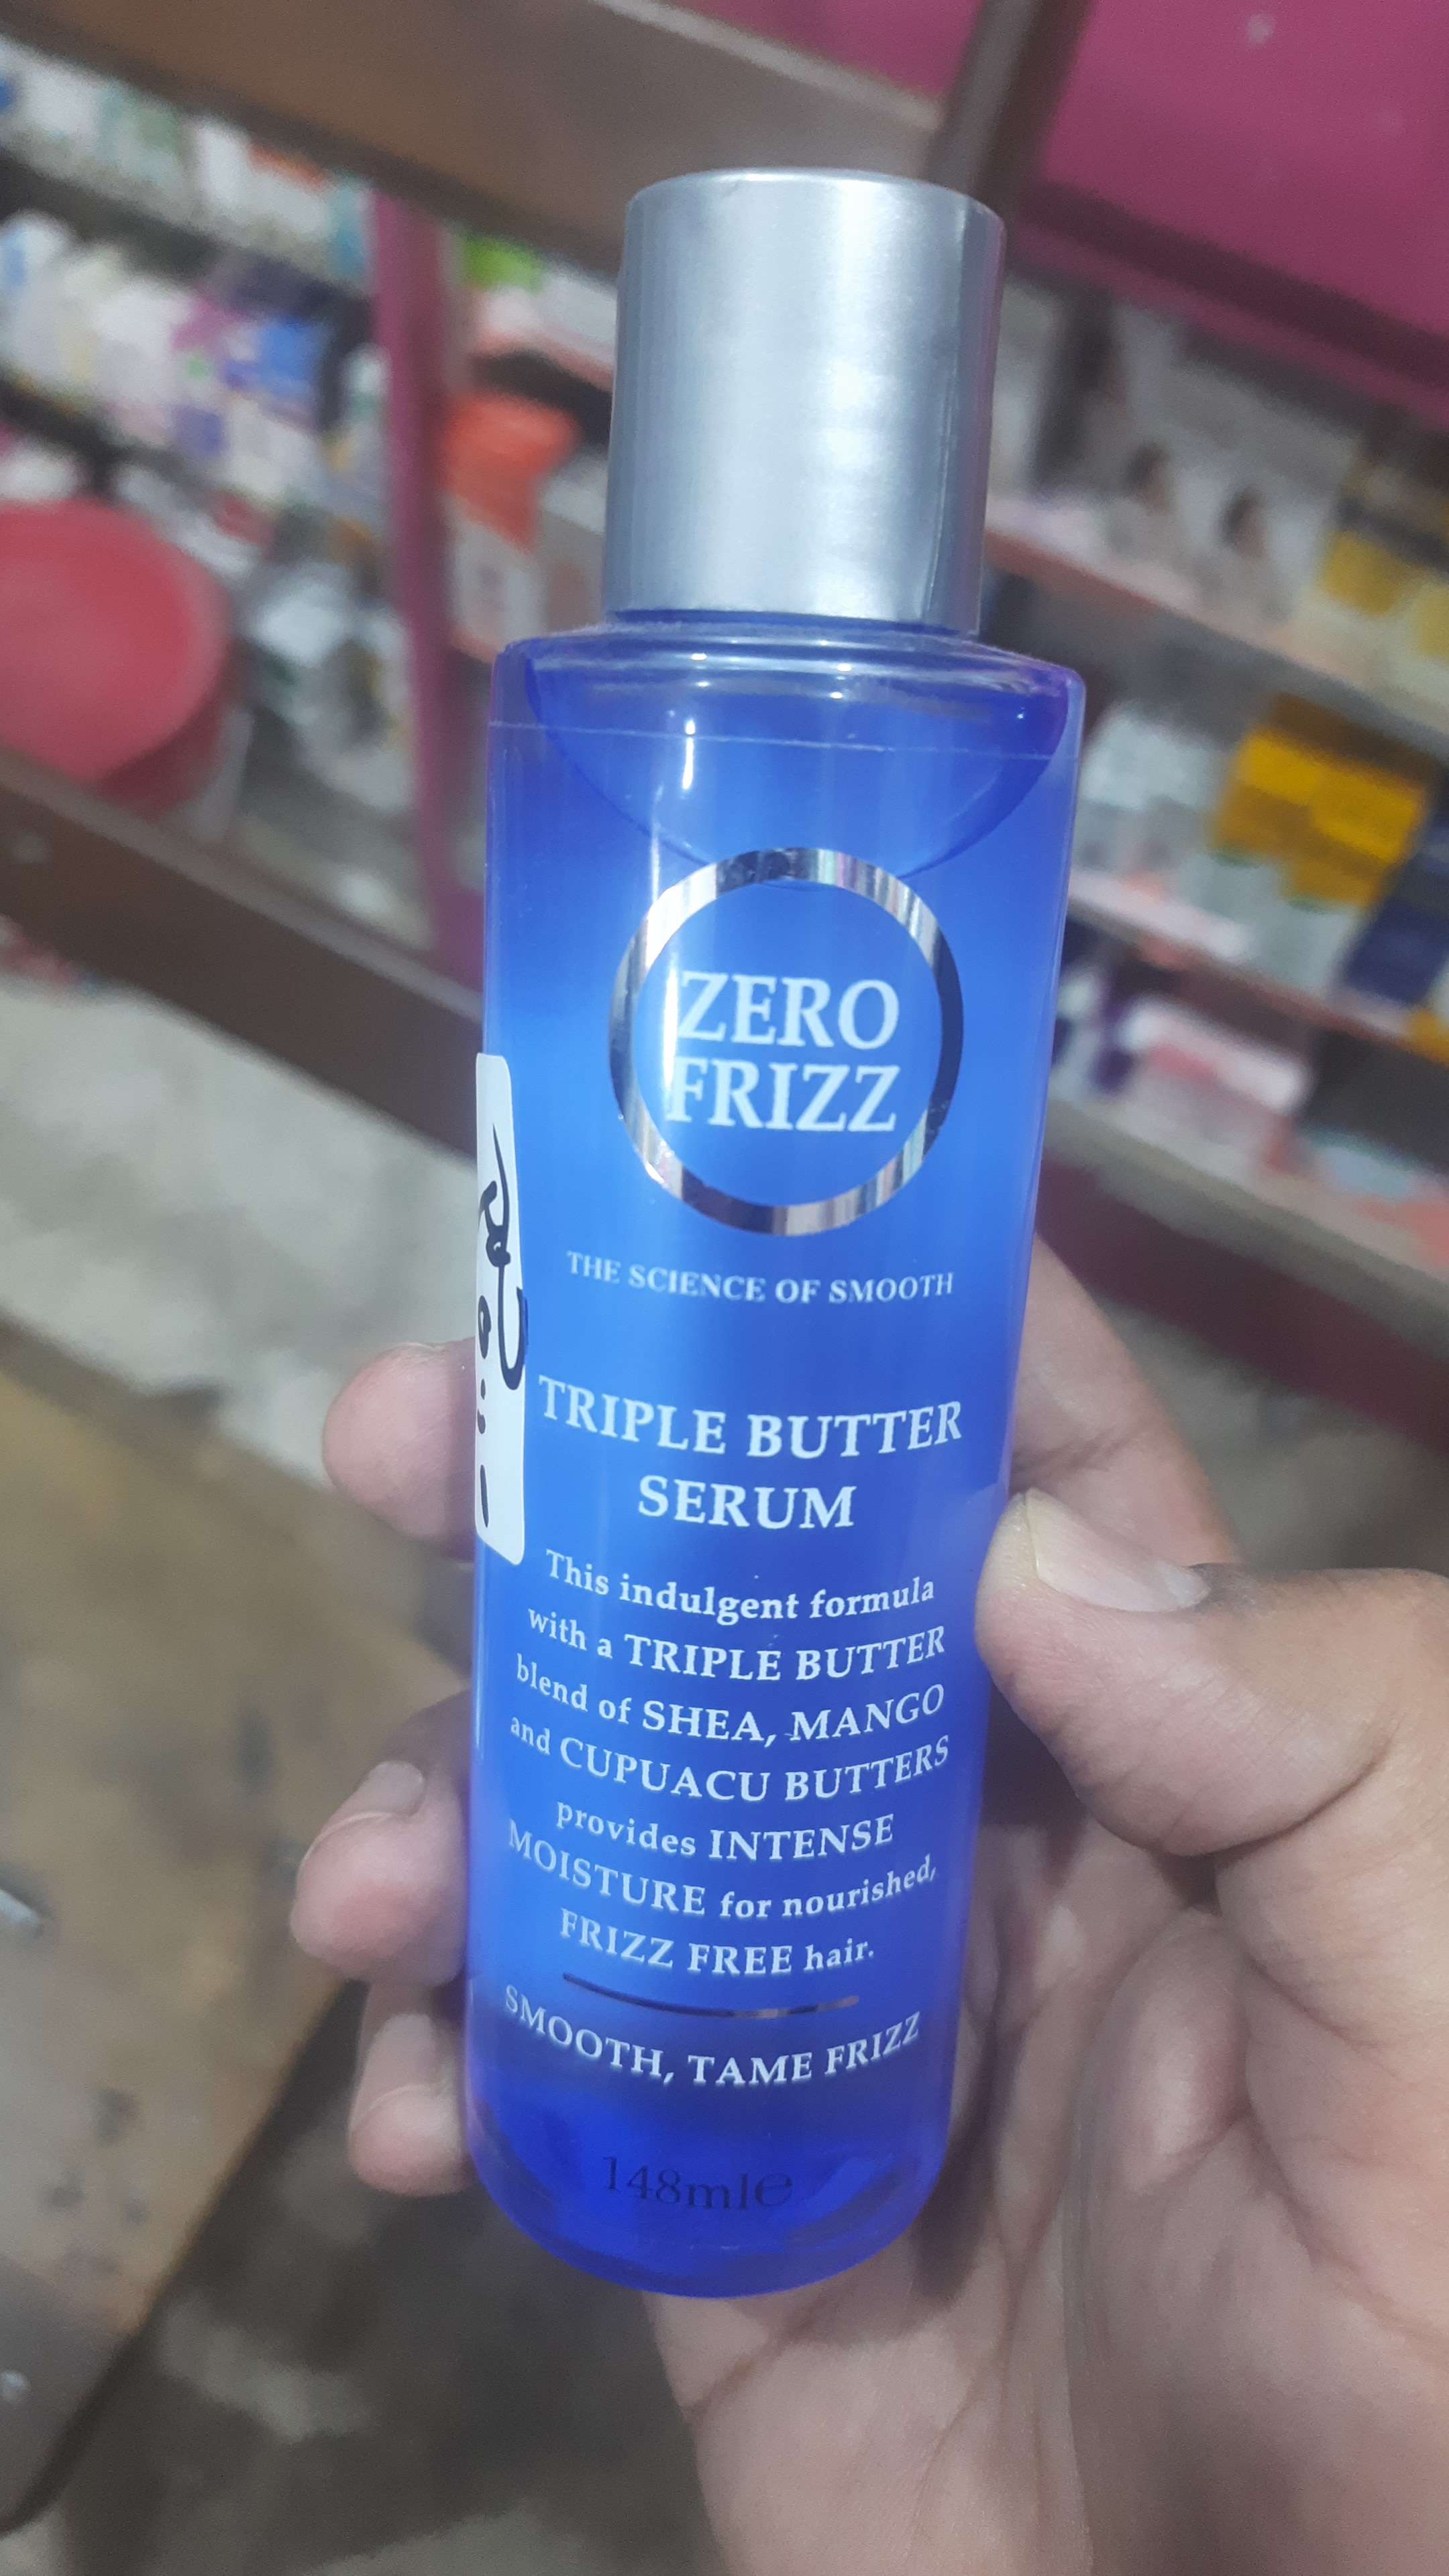 ZERO
FRIZZ
THE SCIENCE OF SMOOTH
TRIPLE BUTTER
SERUM
This indulgent formula
with a TRIPLE BUTTER
blend of SHEA, MANGO
and CUPUACU BUTTERS
provides INTENSE
MOISTURE for nourished,
FRIZZ FREE hair.
SMOOTH, TAME FRIZZ
148ml℮